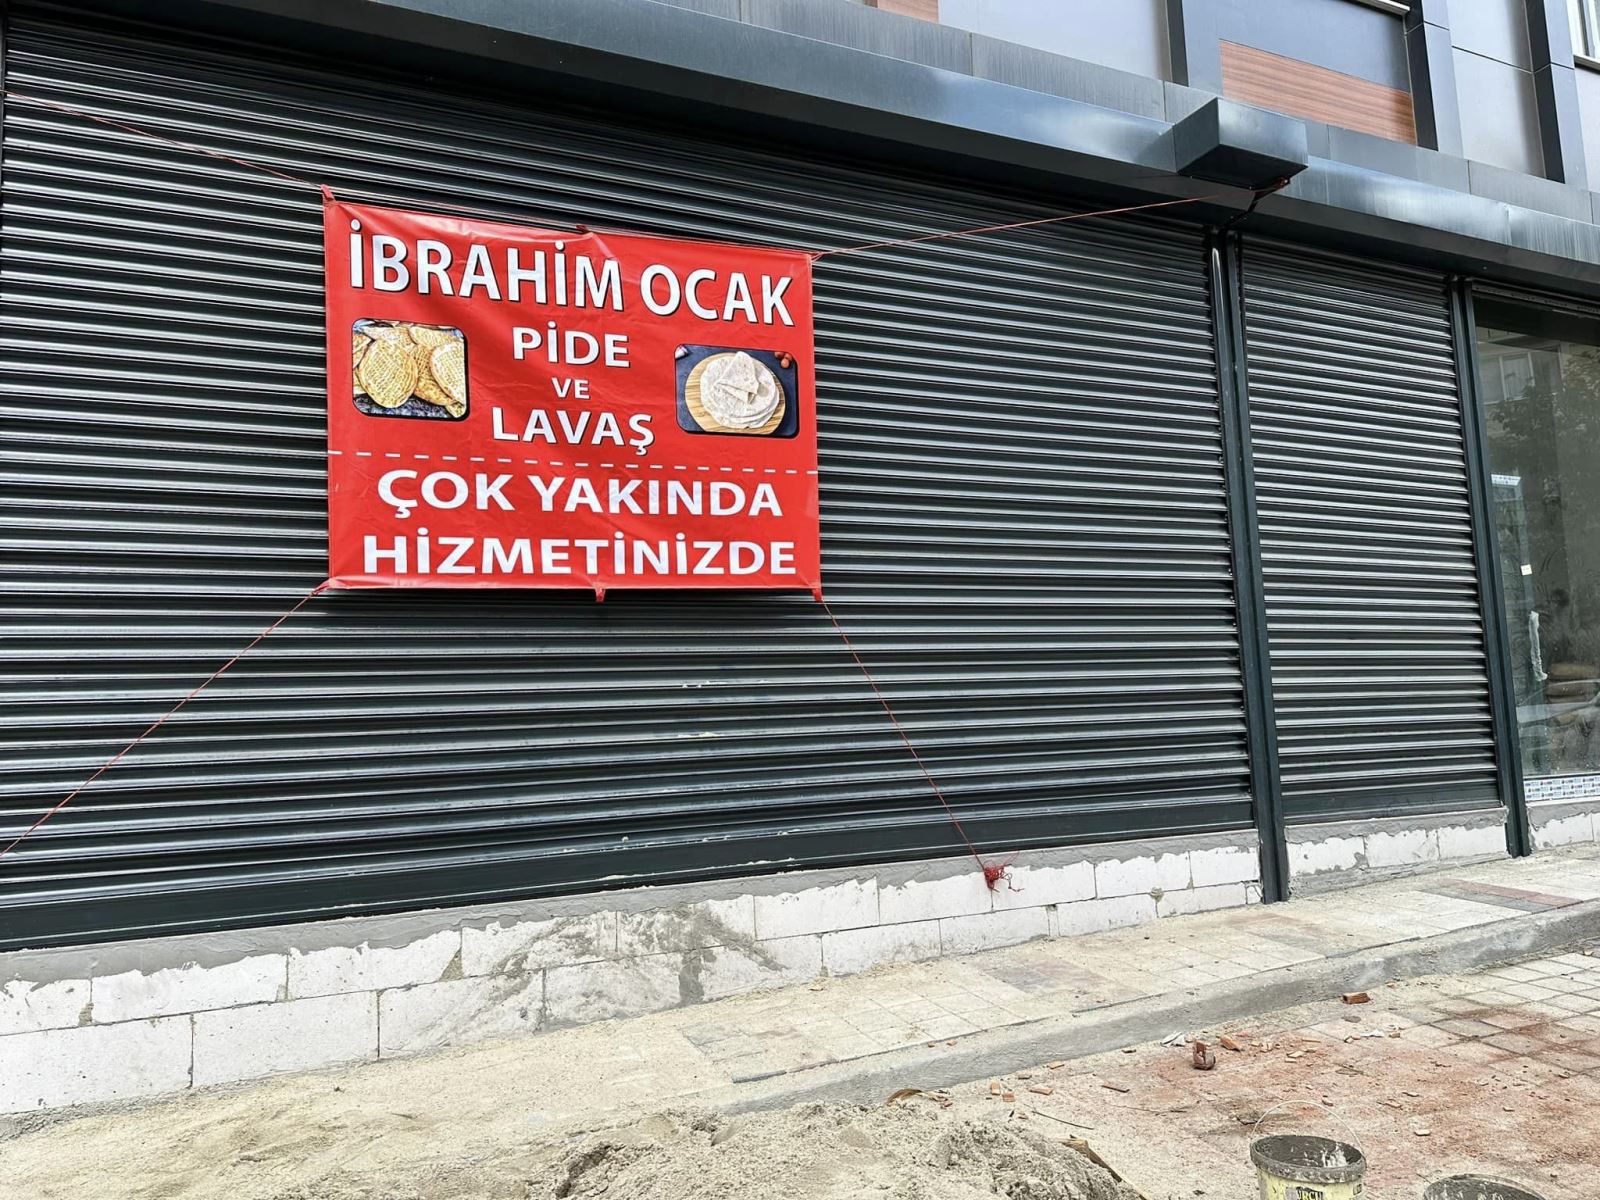 İBRAHİM OCAK
PİDE
VE
LAVAŞ
ÇOK YAKINDA
HİZMETİNİZDE